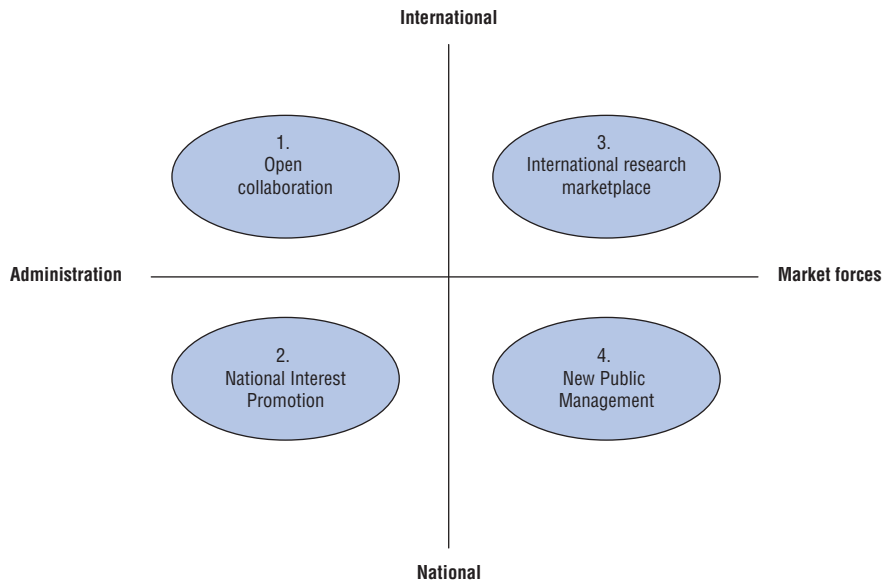 International
1.
Open
collaboration
3.
International research
marketplace
Administration
Market forces
2.
National Interest
Promotion
4.
New Public
Management
National